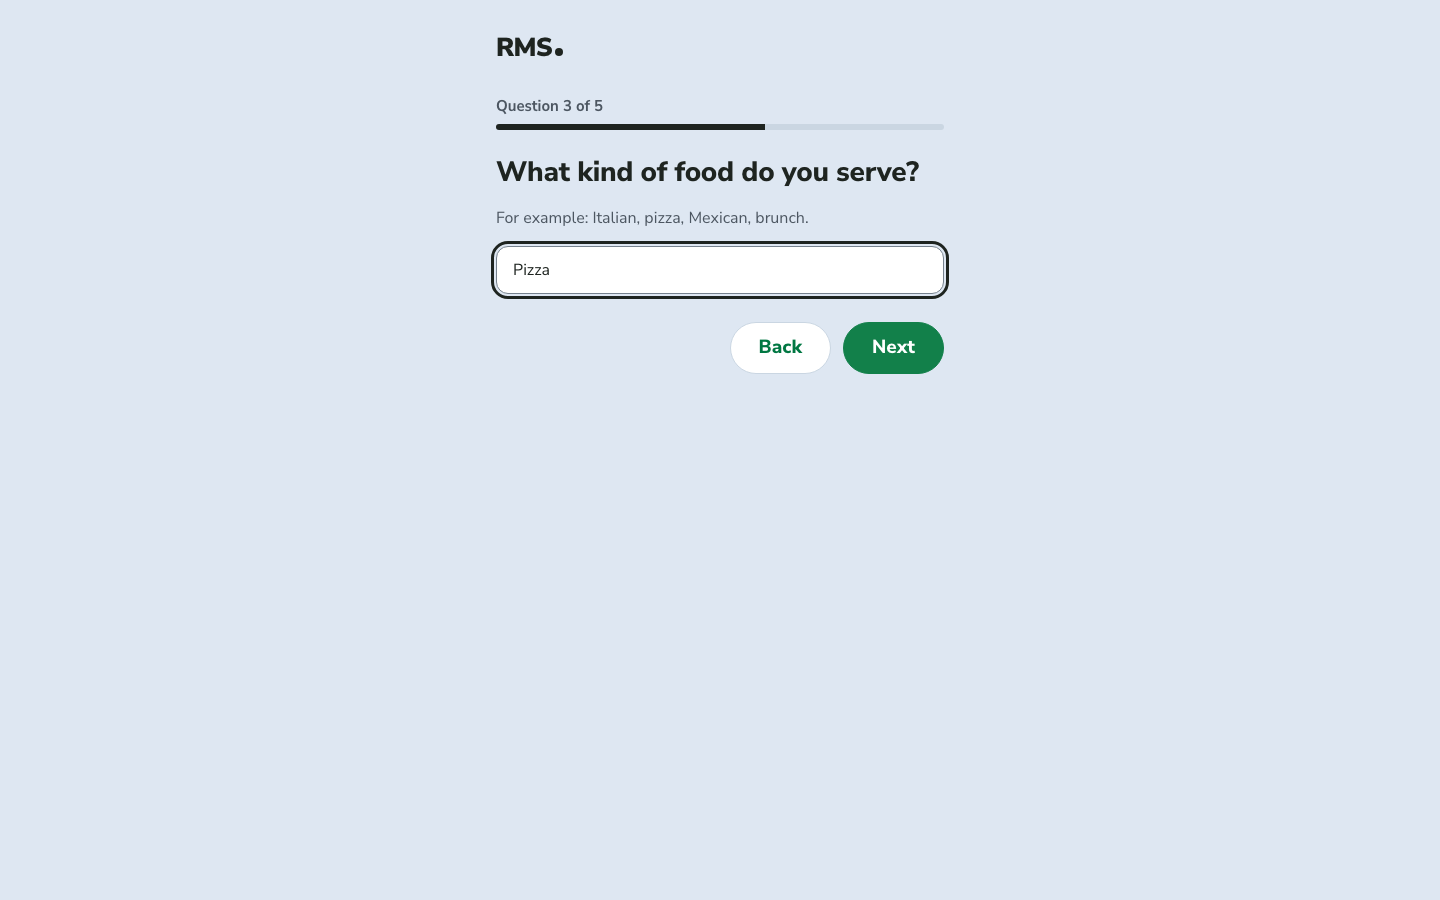 RMS.
Question 3 of 5
What kind of food do you serve?
For example: Italian, pizza, Mexican, brunch.
Pizza
Back Next